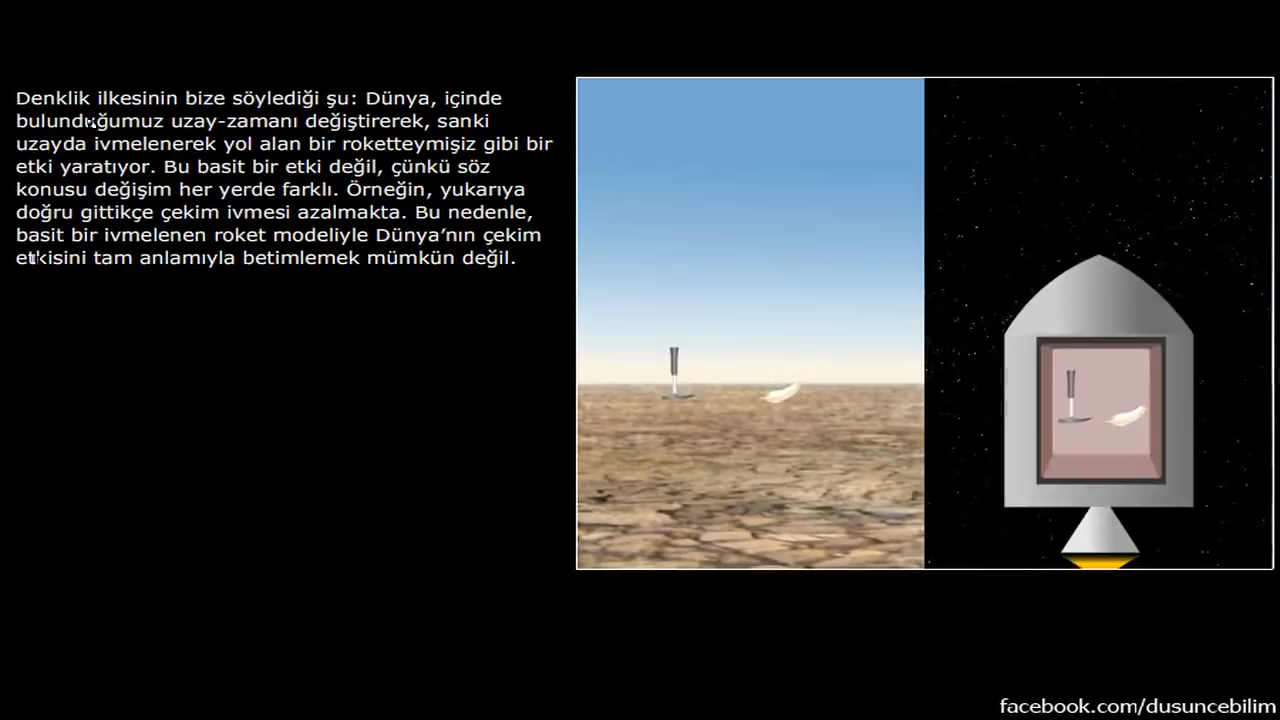 Denklik ilkesinin bize söylediği şu: Dünya, içinde
bulunduğumuz uzay-zamanı değiştirerek, sanki
uzayda ivmelenerek yol alan bir roketteymişiz gibi bir
etki yaratıyor. Bu basit bir etki değil, çünkü söz
konusu değişim her yerde farklı. Örneğin, yukarıya
doğru gittikçe çekim ivmesi azalmakta. Bu nedenle,
basit bir ivmelenen roket modeliyle Dünya’nın çekim
etkisini tam anlamıyla betimlemek mümkün değil.
facebook.com/dusuncebilim